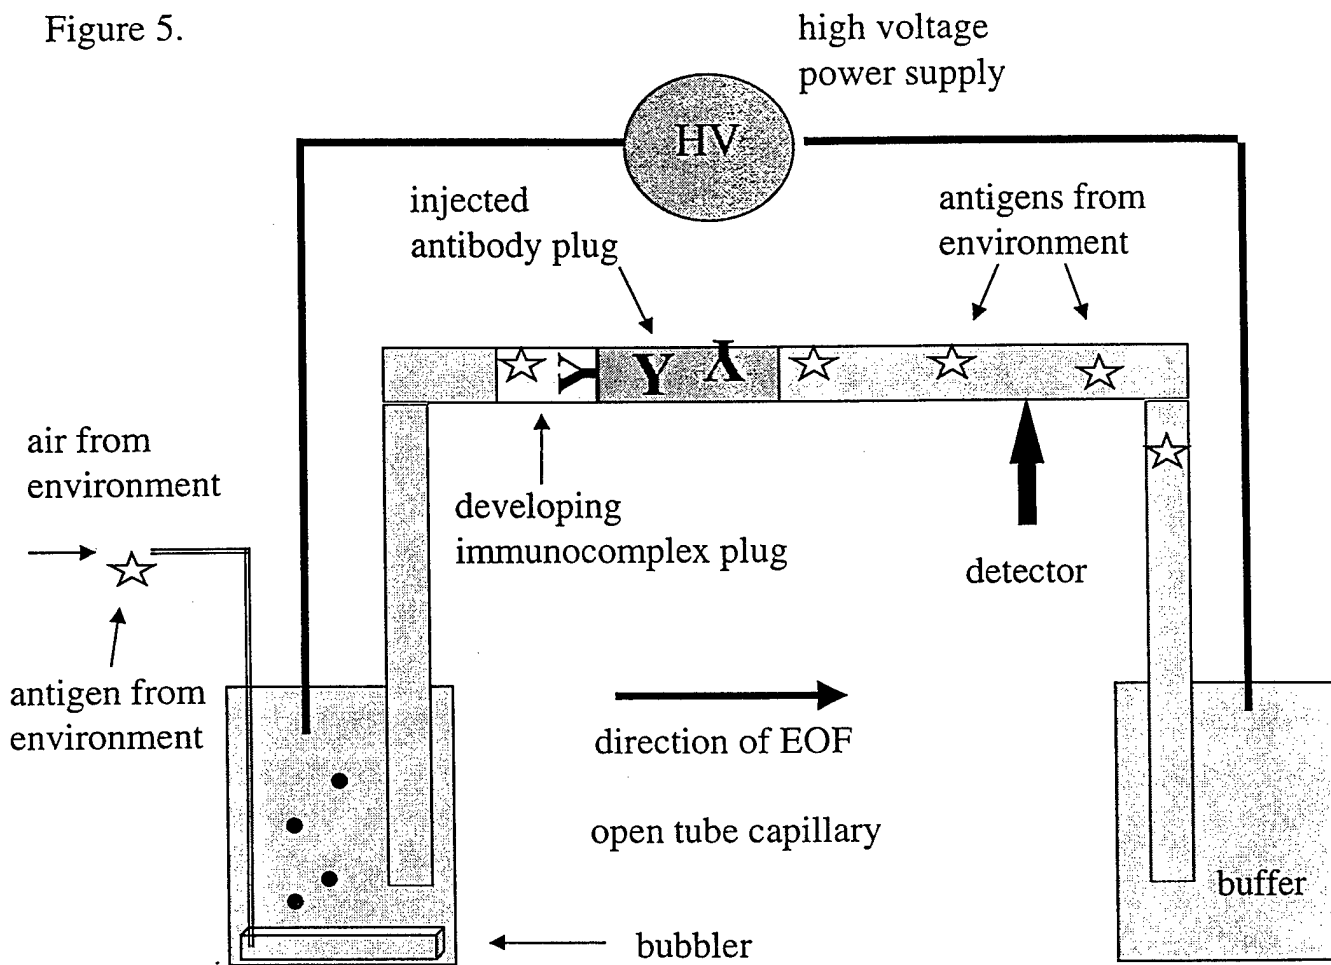 Figure 5.
high voltage
power supply
HV
injected
antibody plug
antigens from
environment
Y
Y
Y
air from
environment
developing
immunocomplex plug
detector
antigen from
environment
direction of EOF
open tube capillary
buffer
bubbler